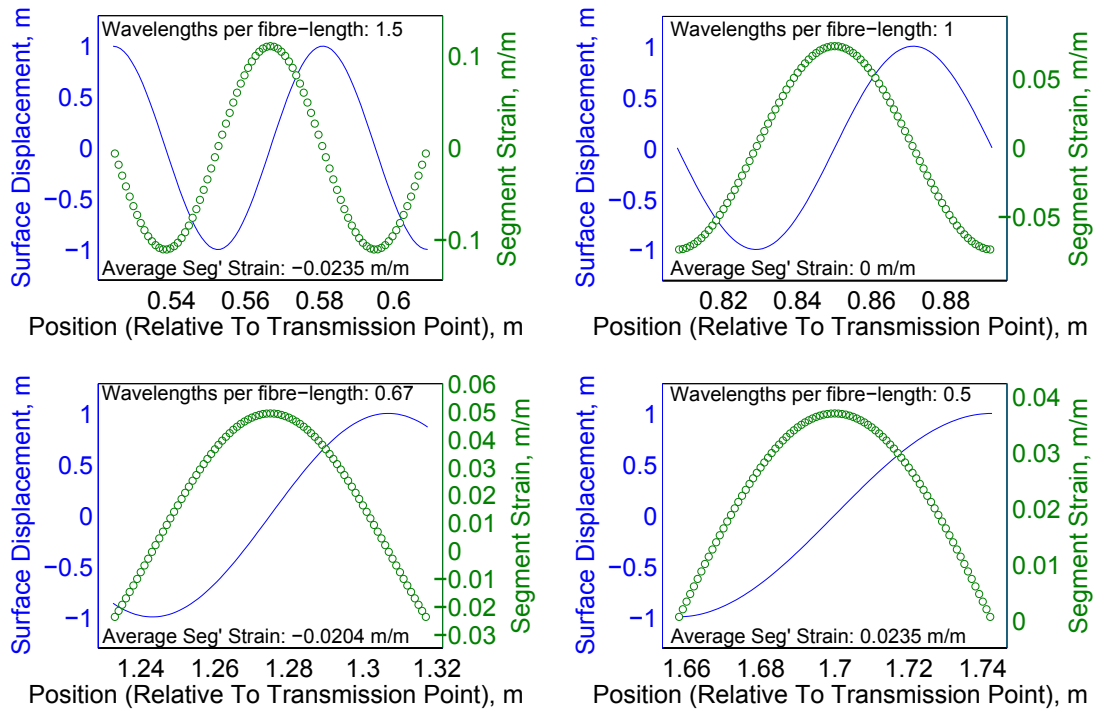 Wavelengths per fibre−length: 1.5
Surface Displacement, m
1
0.5
0
−0.5
−1
0.1
0
−0.1
Segment Strain, m/m
Average Seg' Strain: −0.0235 m/m
0.54 0.56 0.58 0.6
Position (Relative To Transmission Point), m
Wavelengths per fibre−length: 1
Surface Displacement, m
1
0.5
0
−0.5
−1
0.05
0
−0.05
Segment Strain, m/m
Average Seg' Strain: 0 m/m
0.82 0.84 0.86 0.88
Position (Relative To Transmission Point), m
Wavelengths per fibre−length: 0.67
Surface Displacement, m
1
0.5
0
−0.5
−1
0.06
0.05
0.04
0.03
0.02
0.01
0
−0.01
−0.02
−0.03
Segment Strain, m/m
Average Seg' Strain: −0.0204 m/m
1.24 1.26 1.28 1.3 1.32
Position (Relative To Transmission Point), m
Wavelengths per fibre−length: 0.5
Surface Displacement, m
1
0.5
0
−0.5
−1
0.04
0.03
0.02
0.01
0
Segment Strain, m/m
Average Seg' Strain: 0.0235 m/m
1.66 1.68 1.7 1.72 1.74
Position (Relative To Transmission Point), m